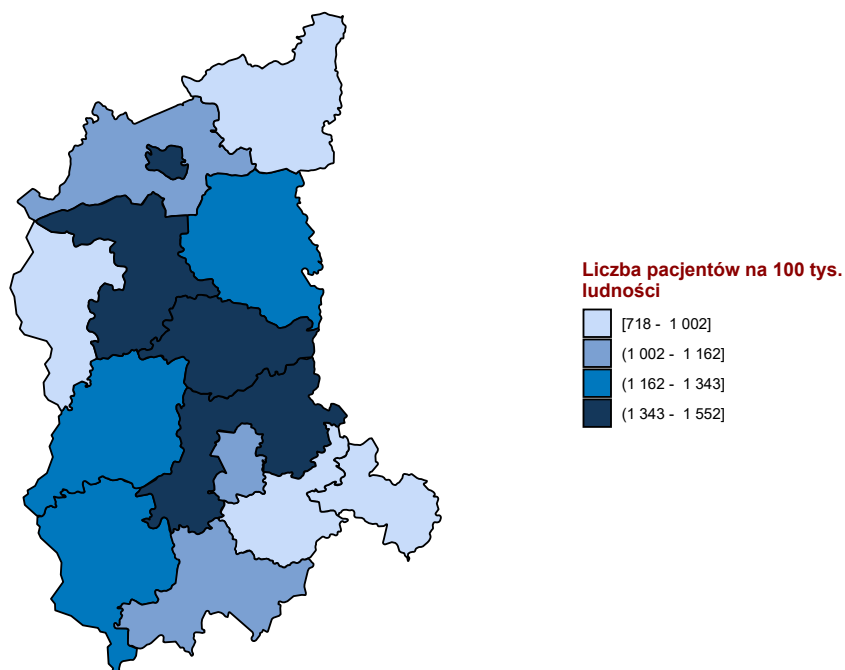 Liczba pacjentów na 100 tys.
ludności
[718 - 1 002]
(1 002 - 1 162]
(1 162 - 1 343]
(1 343 - 1 552]